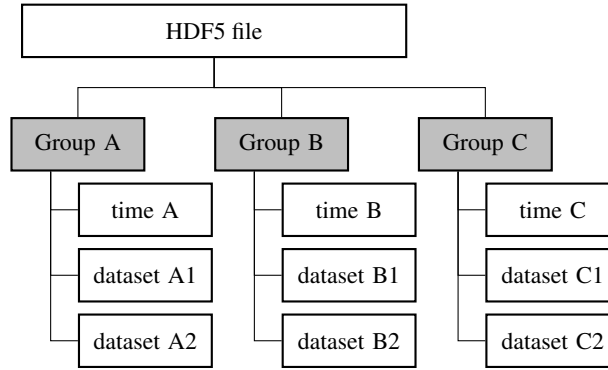 HDF5 file
Group A
Group B
Group C
time A
time B
time C
dataset A1
dataset B1
dataset C1
dataset A2
dataset B2
dataset C2